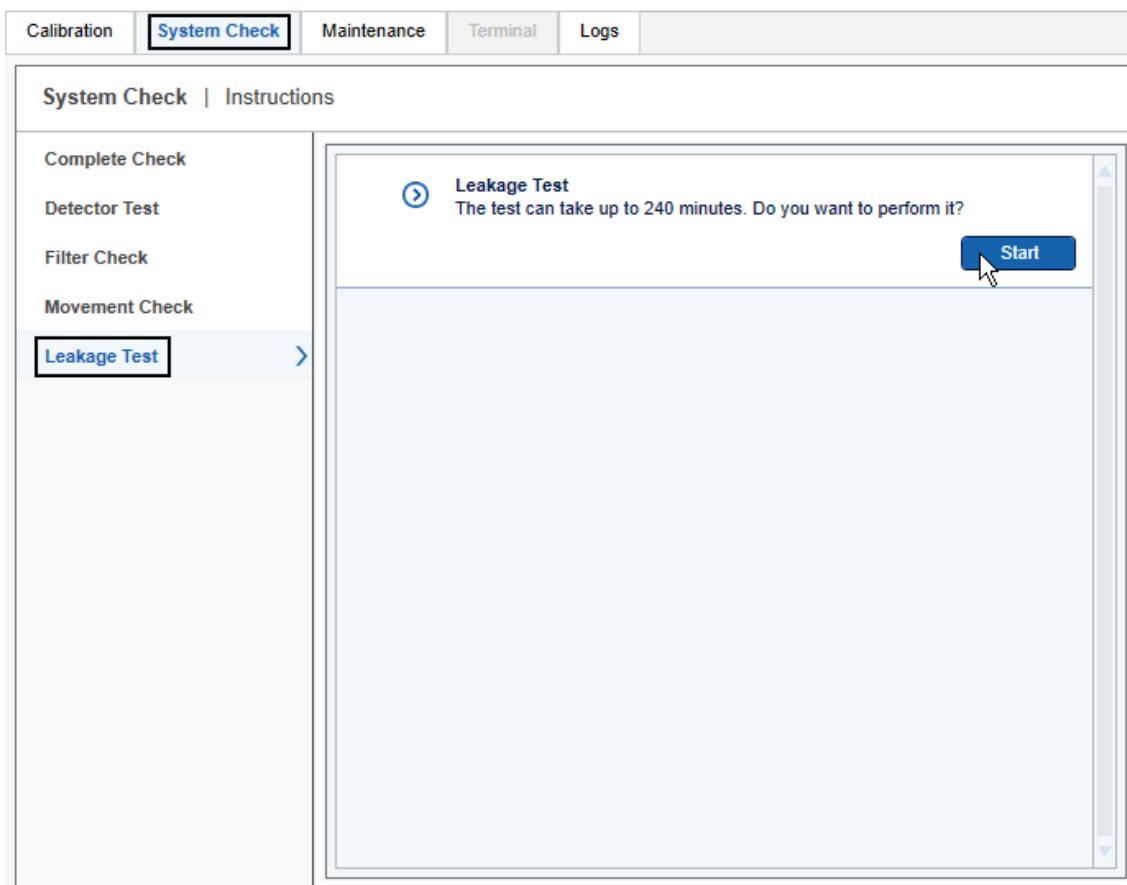 Calibration System Check Maintenance Terminal Logs
System Check | Instructions
Complete Check
Detector Test
Filter Check
Movement Check
Leakage Test
Leakage Test
The test can take up to 240 minutes. Do you want to perform it?
Start